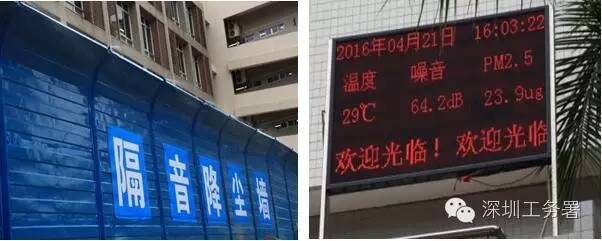 隔音降尘墙
2016年04月21日 16:03:22
温度 噪音 PM2.5
29℃ 64.2dB 23.9ug
欢迎光临！欢迎光临
深圳工务署